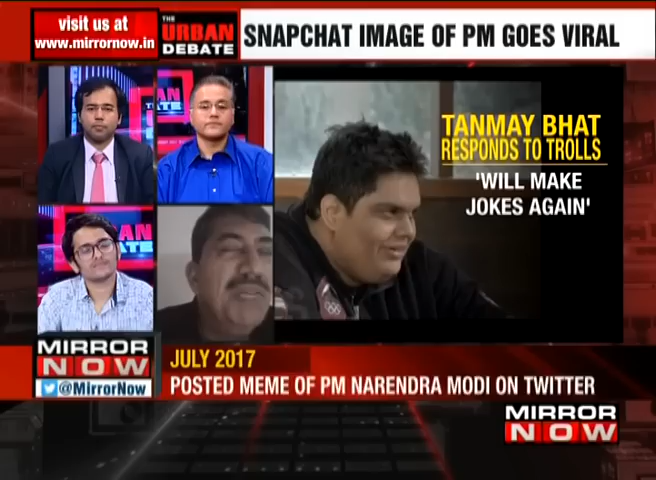 visit us at
www.mirrornow.in
THE
URBAN
DEBATE
SNAPCHAT IMAGE OF PM GOES VIRAL
TANMAY BHAT
RESPONDS TO TROLLS
'WILL MAKE
JOKES AGAIN'
MIRROR
NOW
@MirrorNow
JULY 2017
POSTED MEME OF PM NARENDRA MODI ON TWITTER
MIRROR
NOW